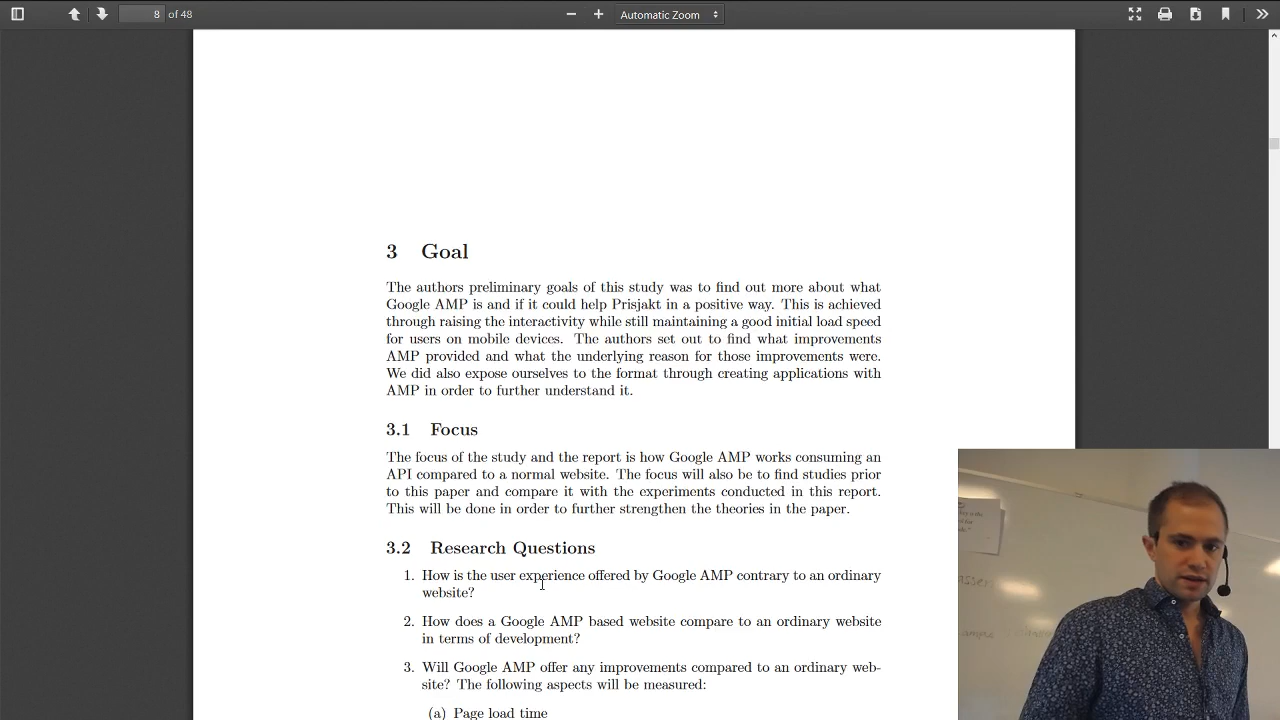 8 of 48
Automatic Zoom
3 Goal
The authors preliminary goals of this study was to find out more about what
Google AMP is and if it could help Prisjakt in a positive way. This is achieved
through raising the interactivity while still maintaining a good initial load speed
for users on mobile devices. The authors set out to find what improvements
AMP provided and what the underlying reason for those improvements were.
We did also expose ourselves to the format through creating applications with
AMP in order to further understand it.
3.1 Focus
The focus of the study and the report is how Google AMP works consuming an
API compared to a normal website. The focus will also be to find studies prior
to this paper and compare it with the experiments conducted in this report.
This will be done in order to further strengthen the theories in the paper.
3.2 Research Questions
1. How is the user experience offered by Google AMP contrary to an ordinary
website?
2. How does a Google AMP based website compare to an ordinary website
in terms of development?
3. Will Google AMP offer any improvements compared to an ordinary web-
site? The following aspects will be measured:
(a) Page load time